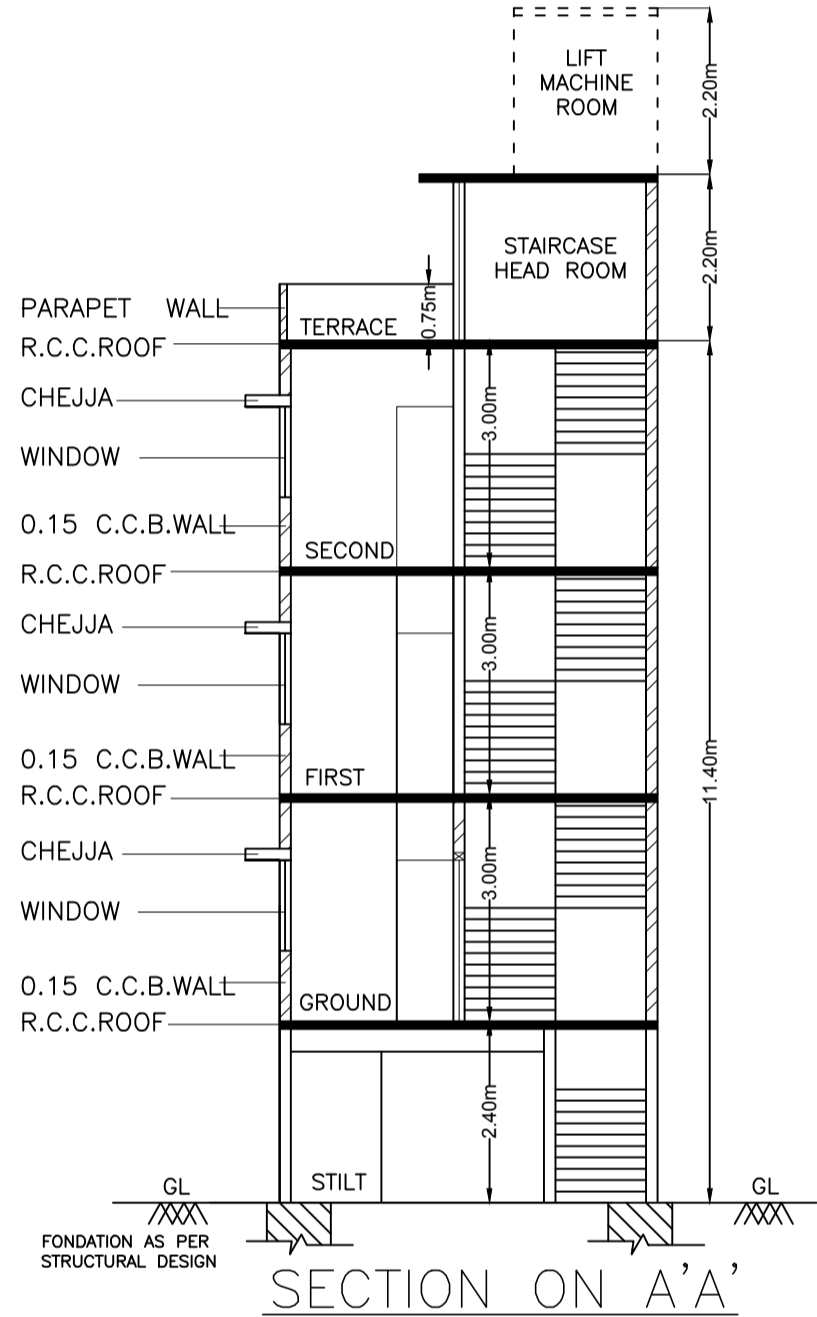 LIFT
MACHINE
ROOM
2.20m
STAIRCASE
HEAD ROOM
2.20m
PARAPET WALL
0.75m
TERRACE
R.C.C.ROOF
CHEJJA
3.00m
WINDOW
0.15 C.C.B.WALL
SECOND
R.C.C.ROOF
CHEJJA
3.00m
WINDOW
0.15 C.C.B.WALL
FIRST
R.C.C.ROOF
11.40m
CHEJJA
3.00m
WINDOW
0.15 C.C.B.WALL
GROUND
R.C.C.ROOF
2.40m
STILT
GL
GL
FONDATION AS PER
STRUCTURAL DESIGN
SECTION ON A'A'